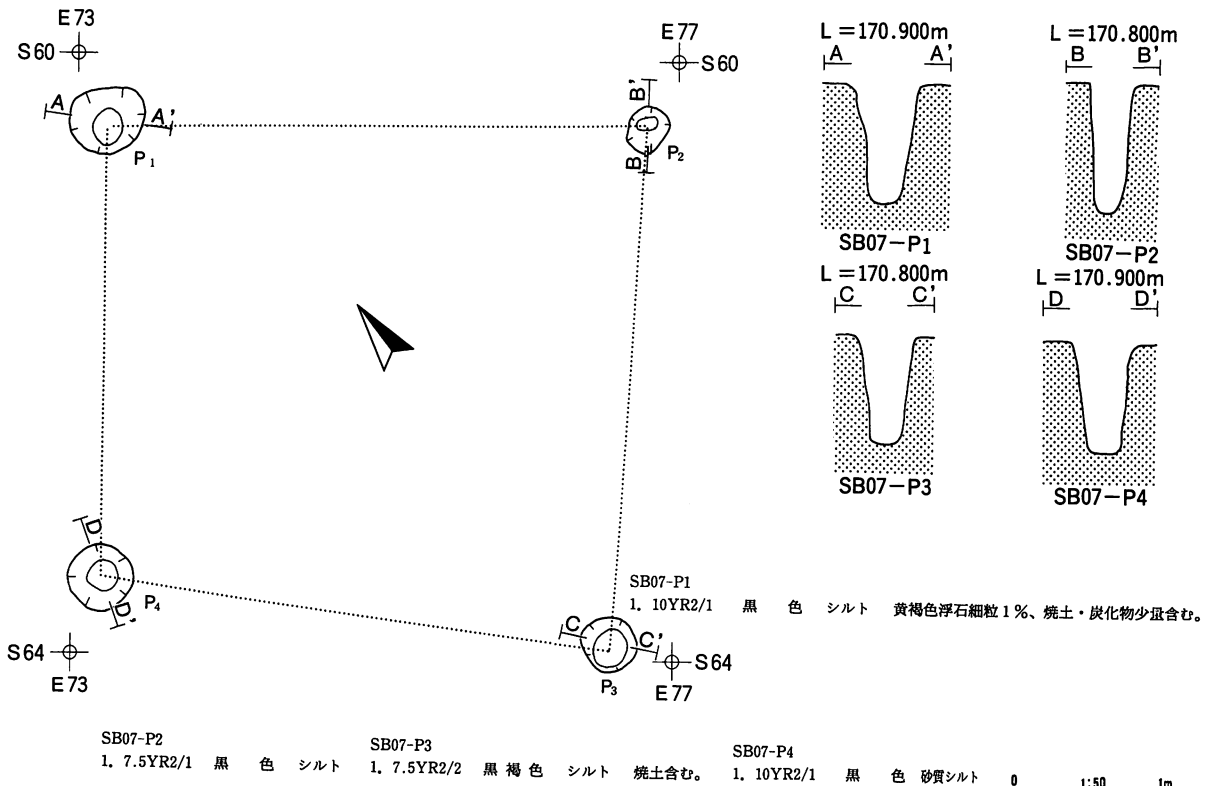 E73
S60
E77
S60
A A'
P1
B'
B
P2
D
D'
P4
C C'
P3
S64
E73
S64
E77
L=170.900m
A A'
SB07-P1
L=170.800m
B B'
SB07-P2
L=170.800m
C C'
SB07-P3
L=170.900m
D D'
SB07-P4
SB07-P1
1. 10YR2/1 黒色 シルト 黄褐色浮石細粒1%、焼土・炭化物少量含む。
SB07-P2
1. 7.5YR2/1 黒色 シルト
SB07-P3
1. 7.5YR2/2 黒褐色 シルト 焼土含む。
SB07-P4
1. 10YR2/1 黒色 砂質シルト
0 1:50 1m